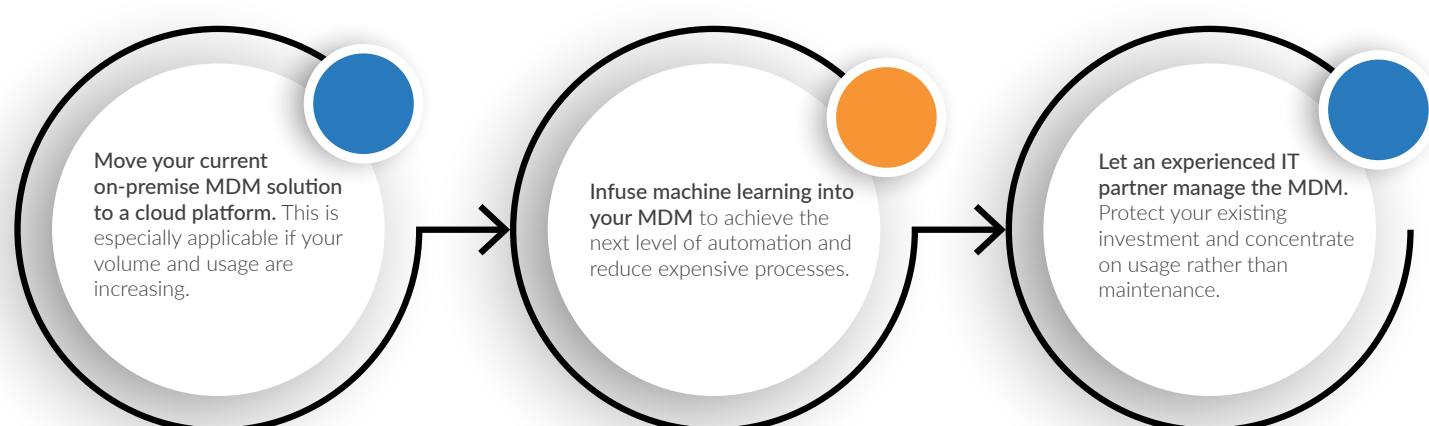 Move your current
on-premise MDM solution
to a cloud platform. This is
especially applicable if your
volume and usage are
increasing.
Infuse machine learning into
your MDM to achieve the
next level of automation and
reduce expensive processes.
Let an experienced IT
partner manage the MDM.
Protect your existing
investment and concentrate
on usage rather than
maintenance.